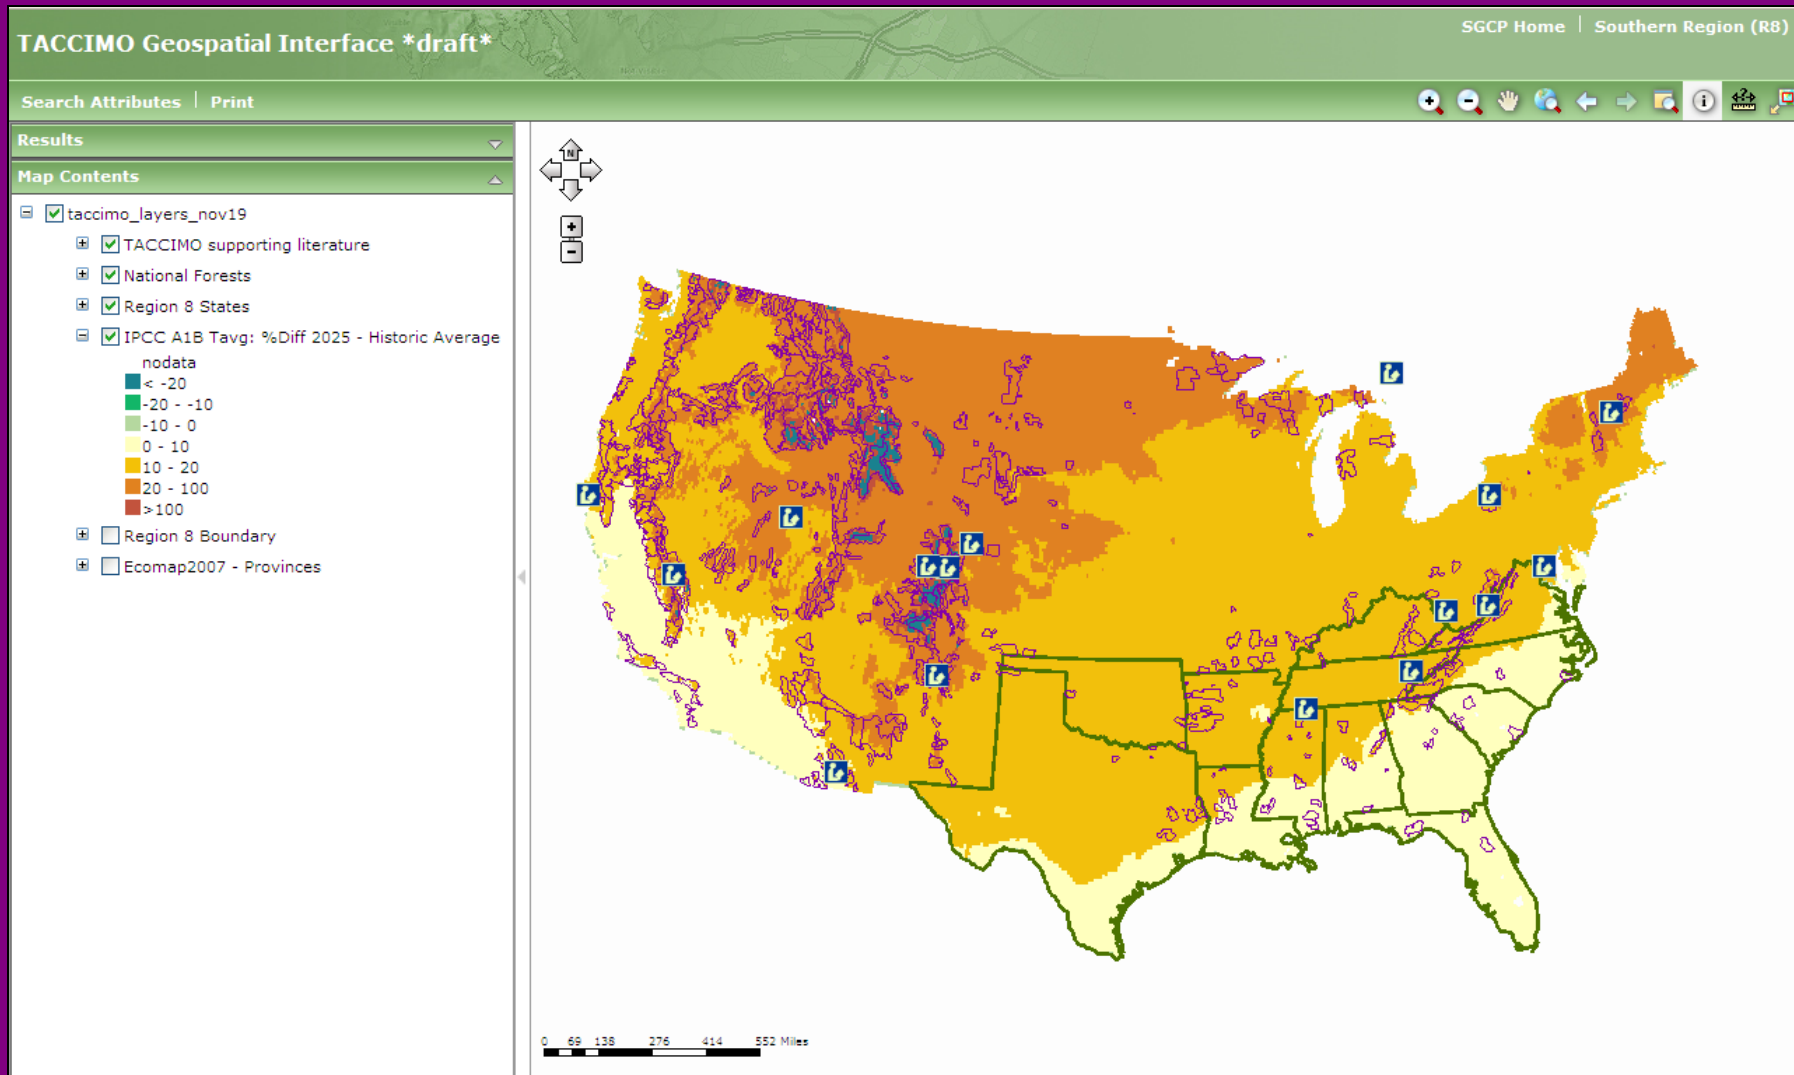 TACCIMO Geospatial Interface *draft*
SGCP Home | Southern Region (R8)
Search Attributes | Print
Results
Map Contents
taccimo_layers_nov19
TACCIMO supporting literature
National Forests
Region 8 States
IPCC A1B Tavg: %Diff 2025 - Historic Average
nodata
< -20
-20 - -10
-10 - 0
0 - 10
10 - 20
20 - 100
>100
Region 8 Boundary
Ecomap2007 - Provinces
N
0 69 138 276 414 552 Miles